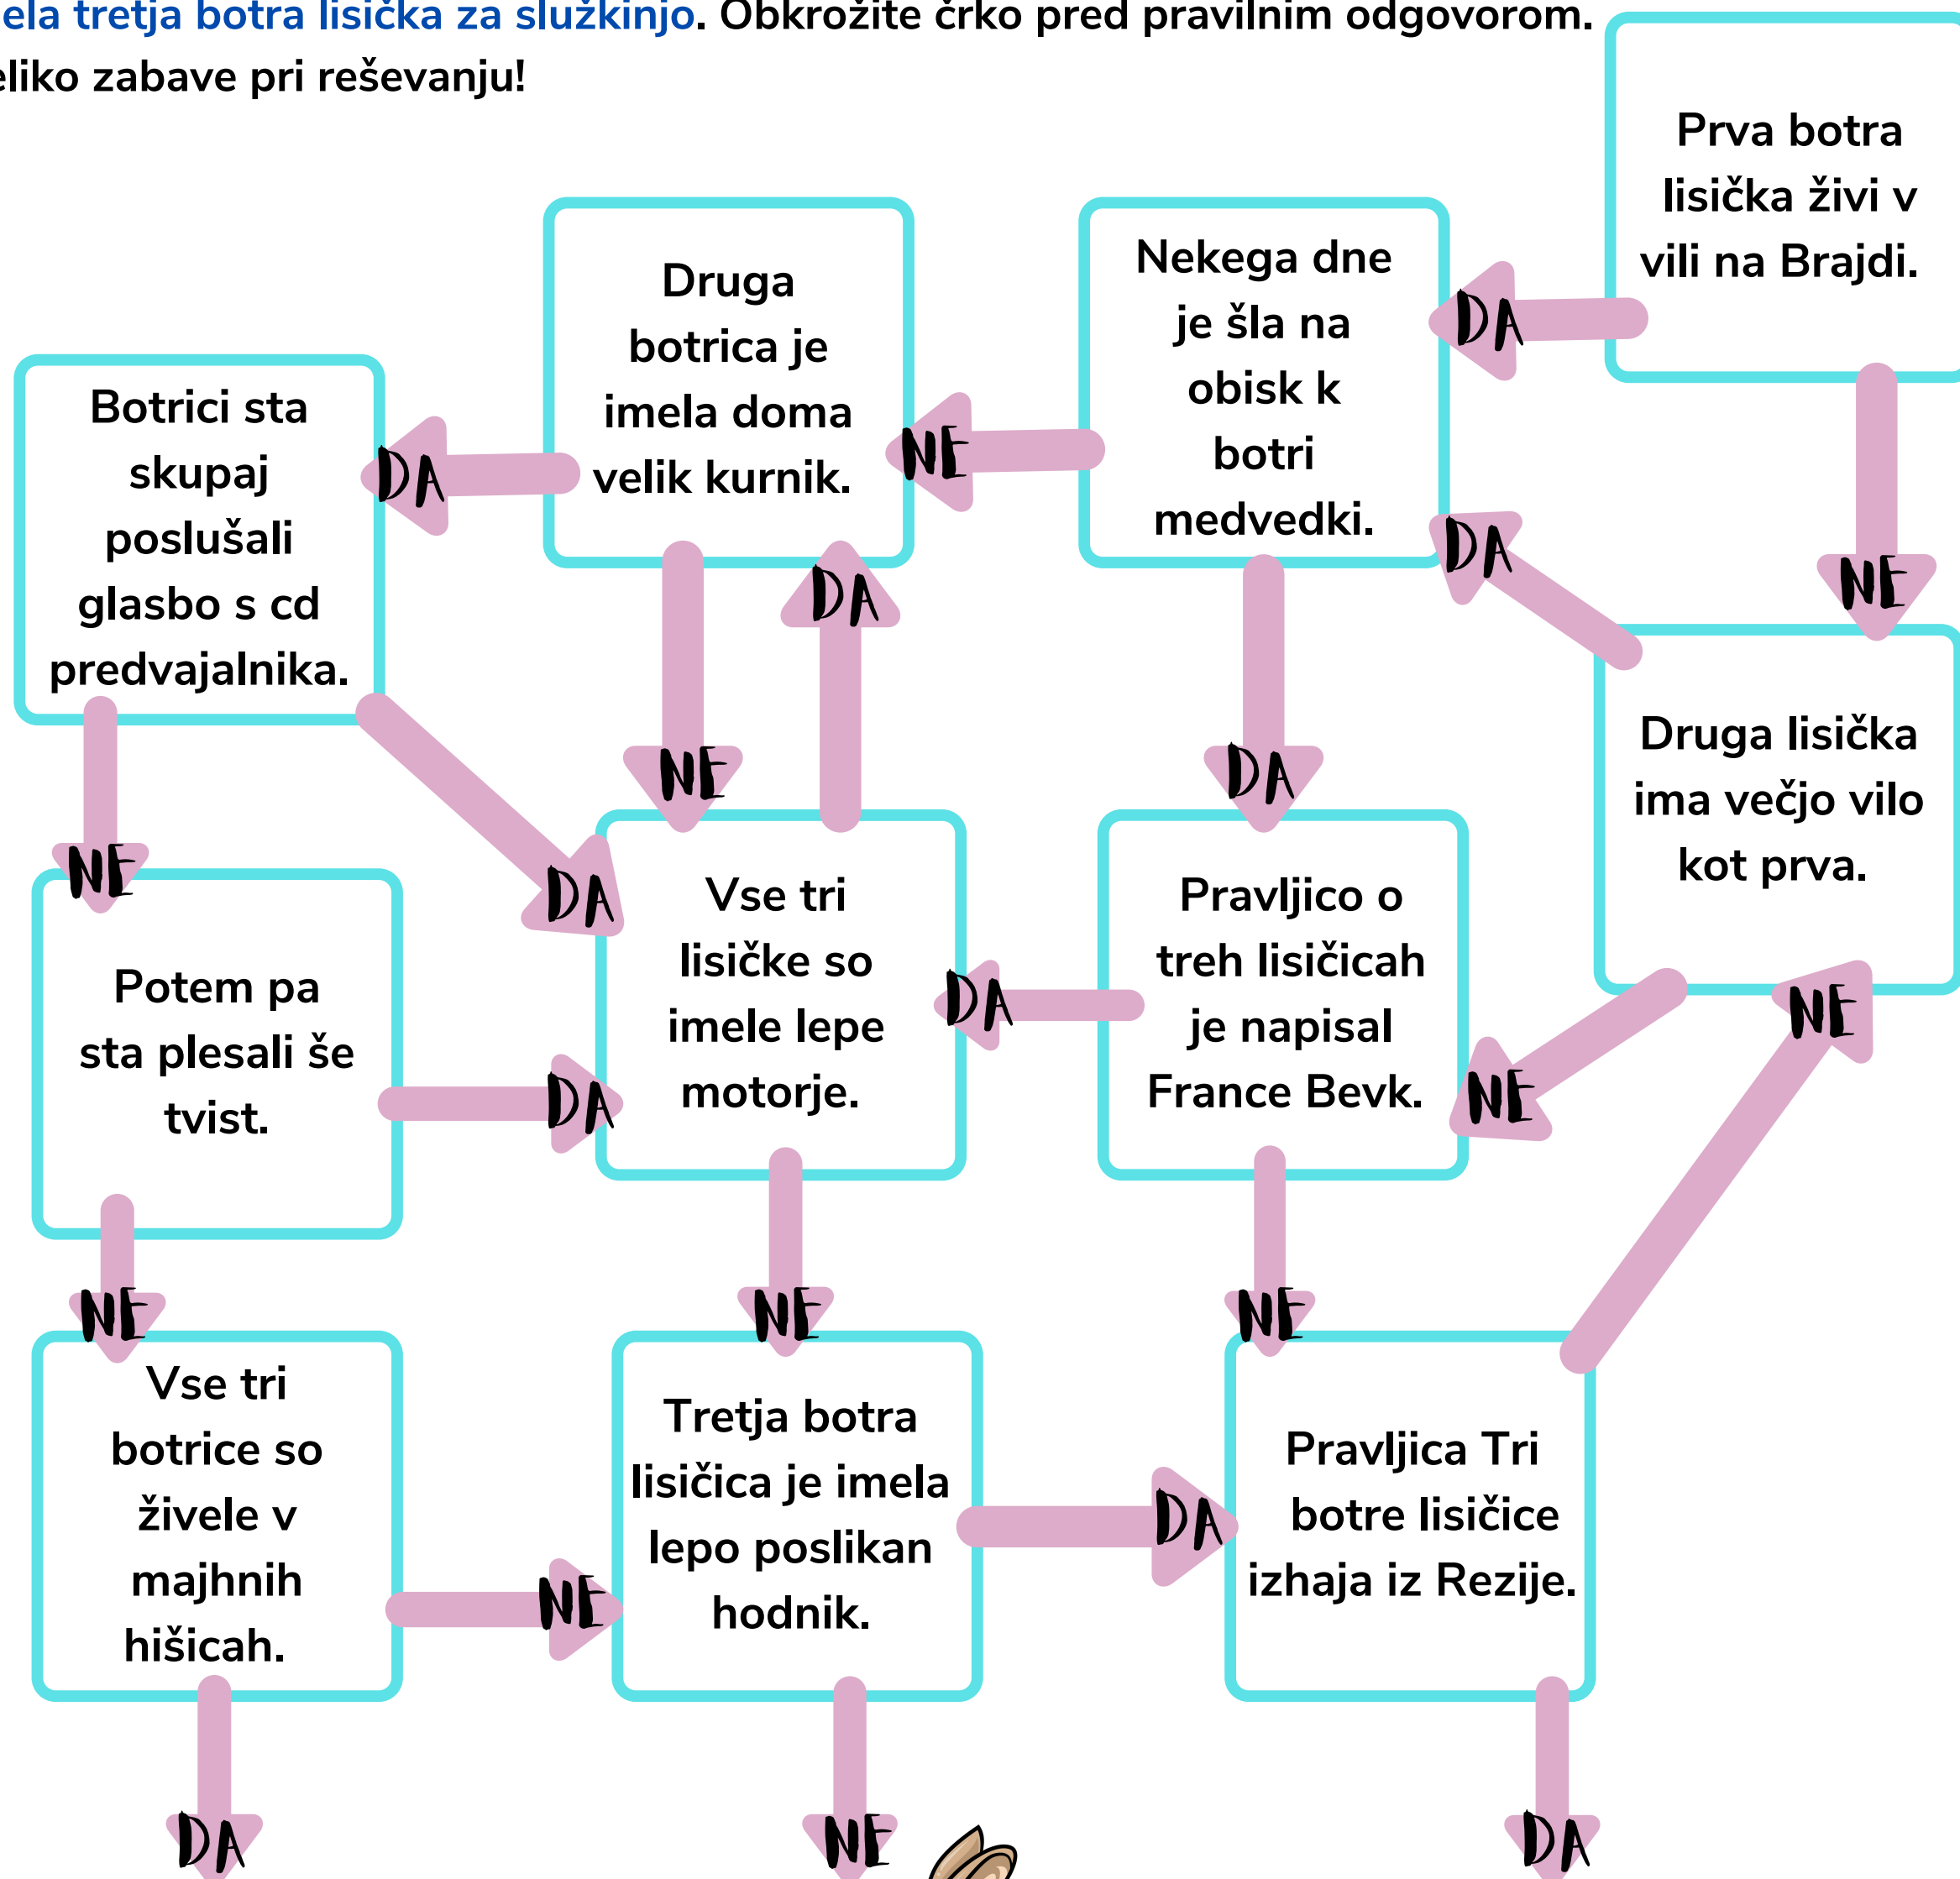 tretja botra lisička za služkinjo. Obkrožite črko pred pravilnim odgovorom.
zabave pri reševanju!
Prva botra
lisička živi v
vili na Brajdi.
DA
NE
Nekega dne
je šla na
obisk k
botri
medvedki.
NE
DA
DA
Druga
botrica je
imela doma
velik kurnik.
DA
NE
DA
Botrici sta
skupaj
poslušali
glasbo s cd
predvajalnika.
NE
DA
Druga lisička
ima večjo vilo
kot prva.
NE
NE
Pravljico o
treh lisičicah
je napisal
France Bevk.
DA
NE
Vse tri
lisičke so
imele lepe
motorje.
NE
Potem pa
sta plesali še
tvist.
DA
NE
Vse tri
botrice so
živele v
majhnih
hišicah.
NE
DA
Tretja botra
lisičica je imela
lepo poslikan
hodnik.
DA
NE
Pravljica Tri
botre lisičice
izhaja iz Rezije.
DA